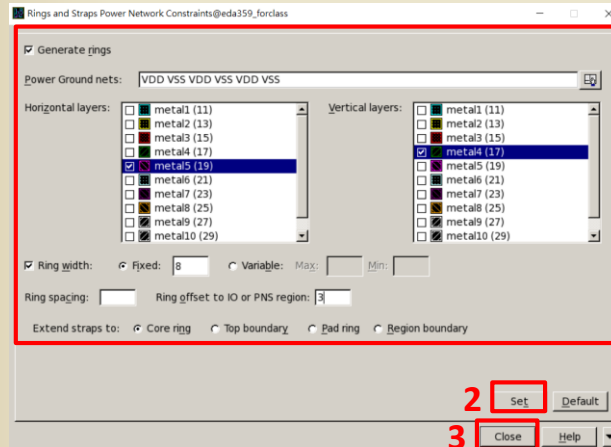 Rings and Straps Power Network Constraints@eda359_forclass
Generate rings
Power Ground nets: VDD VSS VDD VSS VDD VSS
Horizontal layers: Vertical layers:
metal1 (11) metal1 (11)
metal2 (13) metal2 (13)
metal3 (15) metal3 (15)
metal4 (17) metal4 (17)
metal5 (19) metal5 (19)
metal6 (21) metal6 (21)
metal7 (23) metal7 (23)
metal8 (25) metal8 (25)
metal9 (27) metal9 (27)
metal10 (29) metal10 (29)
Ring width: Fixed: 8 Variable: Max: Min:
Ring spacing: Ring offset to IO or PNS region: 3
Extend straps to: Core ring Top boundary Pad ring Region boundary
2 Set Default
3 Close Help